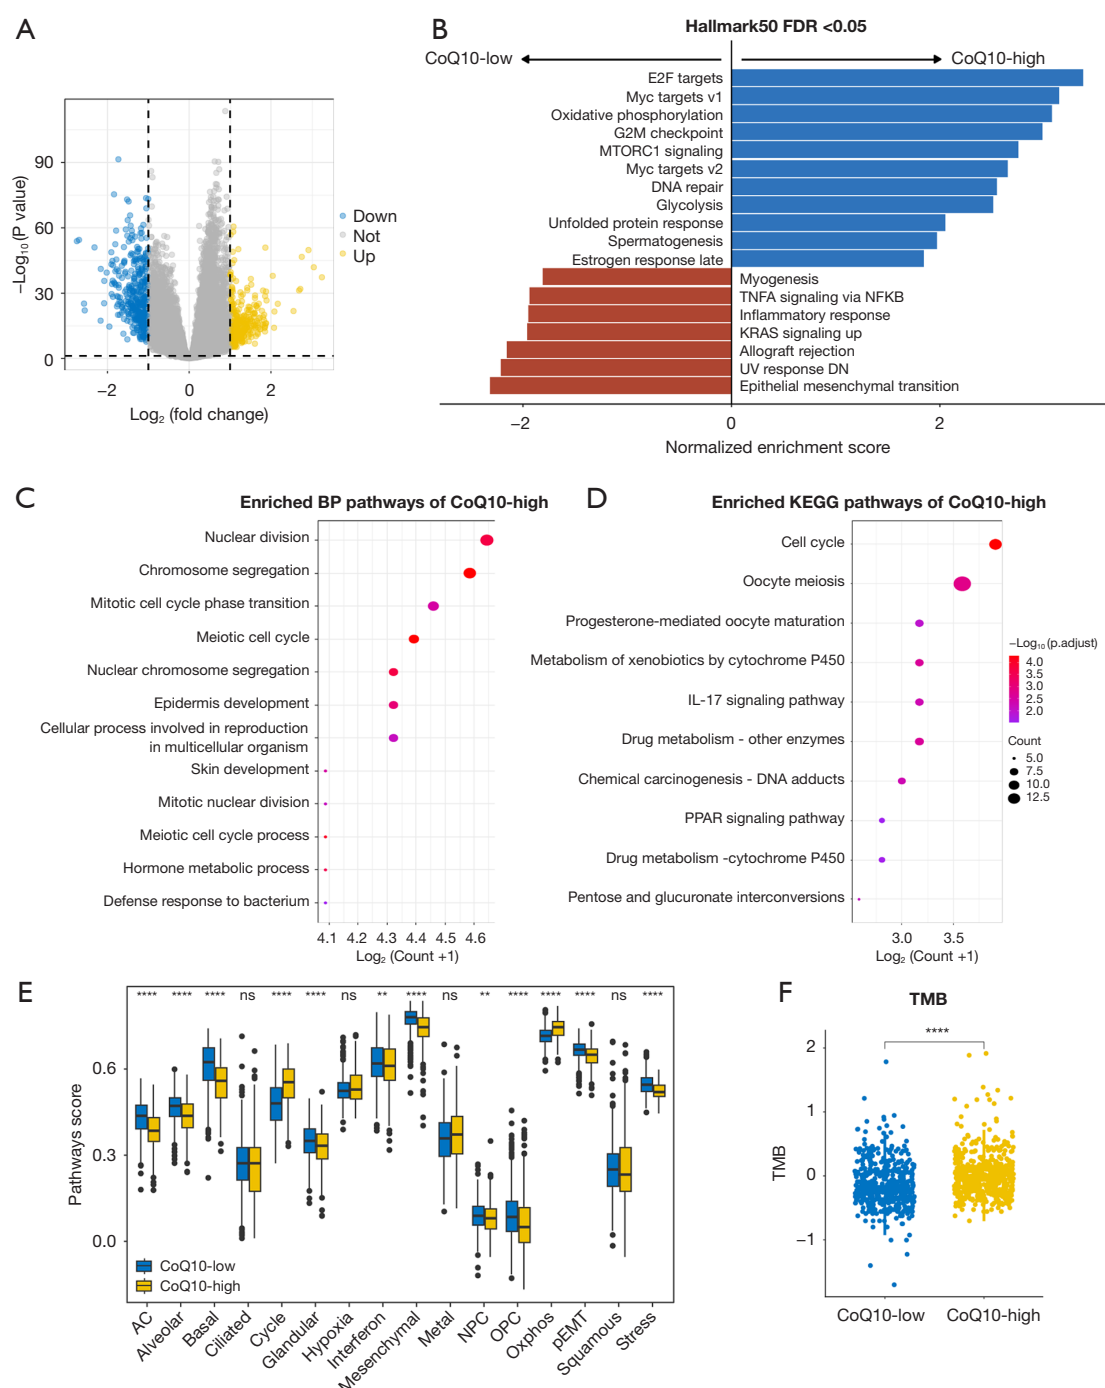 A
−Log10 (P value)
90
60
30
0
−2
0
2
Log2 (fold change)
Down
Not
Up
B
Hallmark50 FDR <0.05
CoQ10-low
CoQ10-high
E2F targets
Myc targets v1
Oxidative phosphorylation
G2M checkpoint
MTORC1 signaling
Myc targets v2
DNA repair
Glycolysis
Unfolded protein response
Spermatogenesis
Estrogen response late
Myogenesis
TNFA signaling via NFKB
Inflammatory response
KRAS signaling up
Allograft rejection
UV response DN
Epithelial mesenchymal transition
−2
0
2
Normalized enrichment score
C
Enriched BP pathways of CoQ10-high
Nuclear division
Chromosome segregation
Mitotic cell cycle phase transition
Meiotic cell cycle
Nuclear chromosome segregation
Epidermis development
Cellular process involved in reproduction
in multicellular organism
Skin development
Mitotic nuclear division
Meiotic cell cycle process
Hormone metabolic process
Defense response to bacterium
4.1 4.2 4.3 4.4 4.5 4.6
Log2 (Count +1)
D
Enriched KEGG pathways of CoQ10-high
Cell cycle
Oocyte meiosis
Progesterone-mediated oocyte maturation
Metabolism of xenobiotics by cytochrome P450
IL-17 signaling pathway
Drug metabolism - other enzymes
Chemical carcinogenesis - DNA adducts
PPAR signaling pathway
Drug metabolism -cytochrome P450
Pentose and glucuronate interconversions
3.0 3.5
Log2 (Count +1)
−Log10 (p.adjust)
4.0
3.5
3.0
2.5
2.0
Count
5.0
7.5
10.0
12.5
E
Pathways score
0.6
0.3
0.0
**** **** **** ns **** **** ns ** **** ns ** **** **** **** ns ****
CoQ10-low
CoQ10-high
AC
Alveolar
Basal
Ciliated
Cycle
Glandular
Hypoxia
Interferon
Mesenchymal
Metal
NPC
OPC
Oxphos
pEMT
Squamous
Stress
F
TMB
****
TMB
2
1
0
−1
CoQ10-low
CoQ10-high